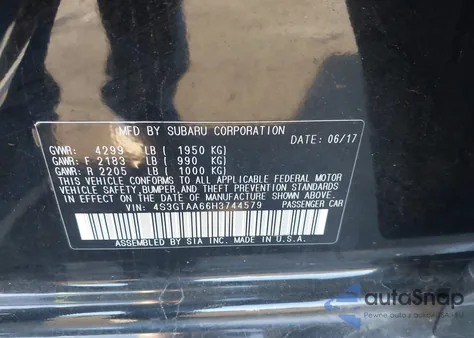 MFD BY SUBARU CORPORATION
DATE: 06/17
GVWR: 4299 LB ( 1950 KG)
GAWR: F 2183 LB ( 990 KG)
GAWR: R 2205 LB ( 1000 KG)
THIS VEHICLE CONFORMS TO ALL APPLICABLE FEDERAL MOTOR
VEHICLE SAFETY, BUMPER, AND THEFT PREVENTION STANDARDS
IN EFFECT ON THE DATE OF MANUFACTURE SHOWN ABOVE.
VIN: 4S3GTAA66H3744579 PASSENGER CAR
ASSEMBLED BY SIA INC. MADE IN U.S.A.
autoSnap
Pewne auto z USA